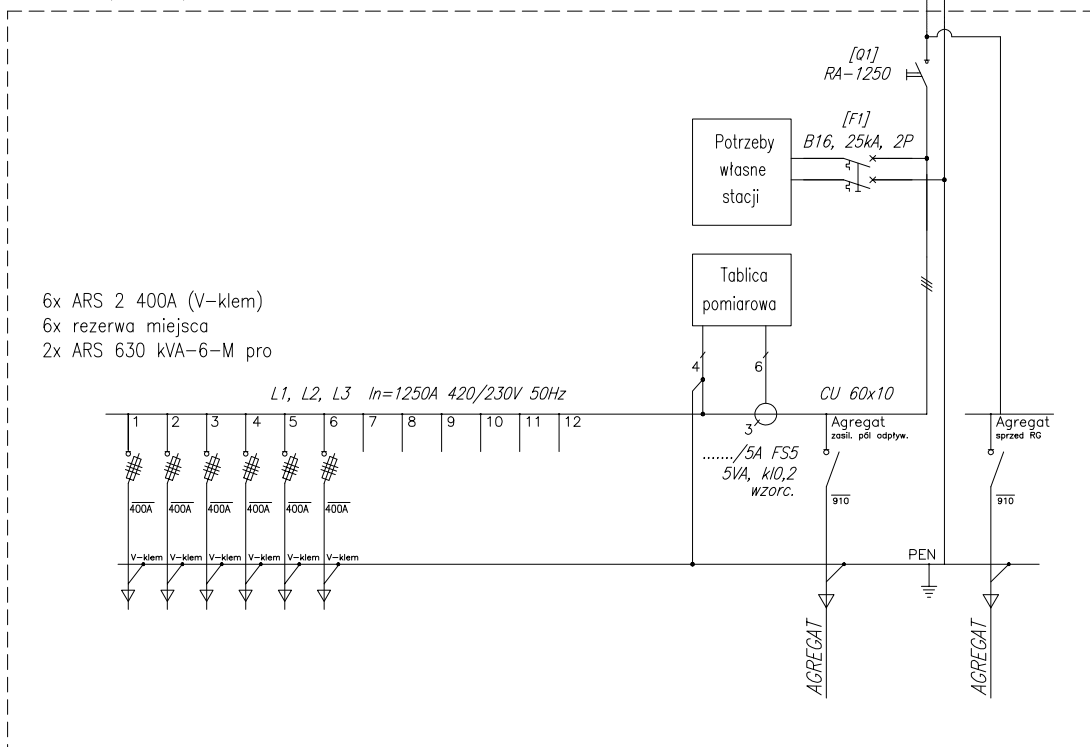 [Q1]
RA-1250
[F1]
B16, 25kA, 2P
Potrzeby
własne
stacji
Tablica
pomiarowa
6x ARS 2 400A (V-klem)
6x rezerwa miejsca
2x ARS 630 kVA-6-M pro
4
6
L1, L2, L3 In=1250A 420/230V 50Hz
CU 60x10
1 2 3 4 5 6 7 8 9 10 11 12
3
Agregat
zasil. pól odpływ.
Agregat
sprzed RG
......./5A FS5
5VA, kl0,2
wzorc.
400A 400A 400A 400A 400A 400A
910
910
V-klem V-klem V-klem V-klem V-klem V-klem
PEN
AGREGAT
AGREGAT